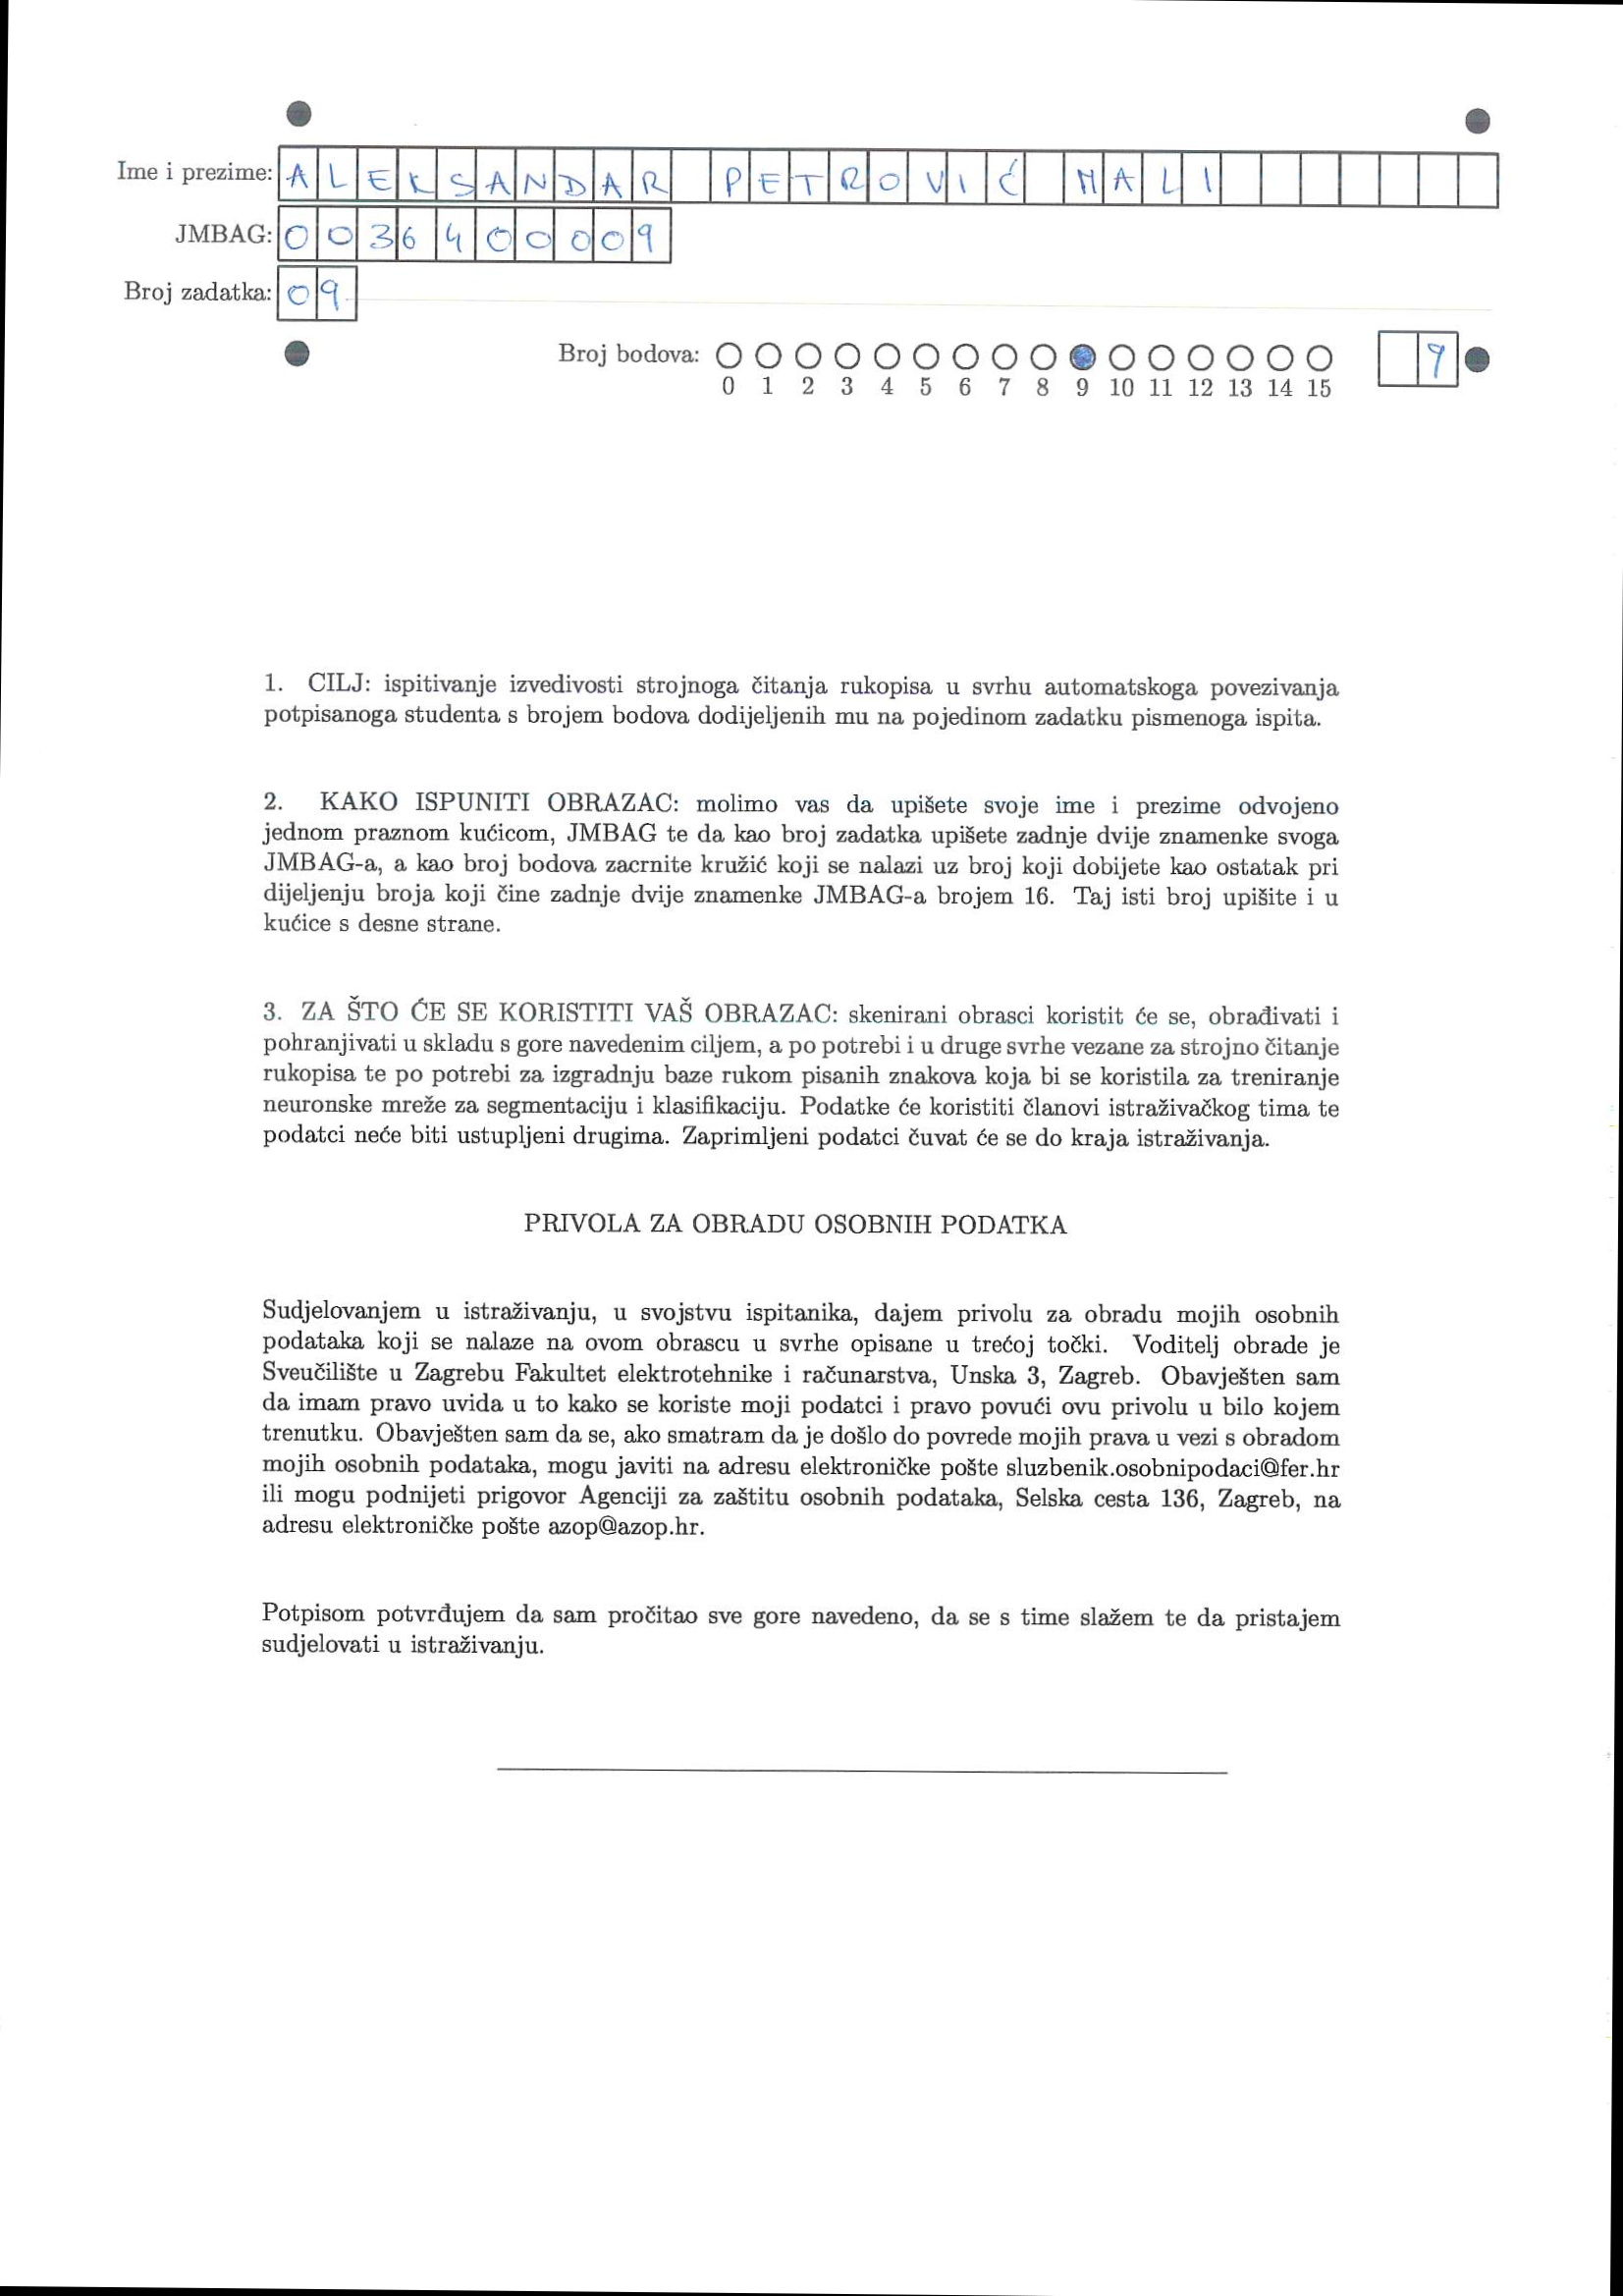 Ime i prezime: ALEKSANDAR PETROVIĆ MALI
JMBAG: 0036400009
Broj zadatka: 09
Broj bodova: 9
0 1 2 3 4 5 6 7 8 9 10 11 12 13 14 15
1. CILJ: ispitivanje izvedivosti strojnoga čitanja rukopisa u svrhu automatskoga povezivanja
potpisanoga studenta s brojem bodova dodijeljenih mu na pojedinom zadatku pismenoga ispita.
2. KAKO ISPUNITI OBRAZAC: molimo vas da upišete svoje ime i prezime odvojeno
jednom praznom kućicom, JMBAG te da kao broj zadatka upišete zadnje dvije znamenke svoga
JMBAG-a, a kao broj bodova zacrnite kružić koji se nalazi uz broj koji dobijete kao ostatak pri
dijeljenju broja koji čine zadnje dvije znamenke JMBAG-a brojem 16. Taj isti broj upišite i u
kućice s desne strane.
3. ZA ŠTO ĆE SE KORISTITI VAŠ OBRAZAC: skenirani obrasci koristit će se, obrađivati i
pohranjivati u skladu s gore navedenim ciljem, a po potrebi i u druge svrhe vezane za strojno čitanje
rukopisa te po potrebi za izgradnju baze rukom pisanih znakova koja bi se koristila za treniranje
neuronske mreže za segmentaciju i klasifikaciju. Podatke će koristiti članovi istraživačkog tima te
podatci neće biti ustupljeni drugima. Zaprimljeni podatci čuvat će se do kraja istraživanja.
PRIVOLA ZA OBRADU OSOBNIH PODATKA
Sudjelovanjem u istraživanju, u svojstvu ispitanika, dajem privolu za obradu mojih osobnih
podataka koji se nalaze na ovom obrascu u svrhe opisane u trećoj točki. Voditelj obrade je
Sveučilište u Zagrebu Fakultet elektrotehnike i računarstva, Unska 3, Zagreb. Obavješten sam
da imam pravo uvida u to kako se koriste moji podatci i pravo povući ovu privolu u bilo kojem
trenutku. Obavješten sam da se, ako smatram da je došlo do povrede mojih prava u vezi s obradom
mojih osobnih podataka, mogu javiti na adresu elektroničke pošte sluzbenik.osobnipodaci@fer.hr
ili mogu podnijeti prigovor Agenciji za zaštitu osobnih podataka, Selska cesta 136, Zagreb, na
adresu elektroničke pošte azop@azop.hr.
Potpisom potvrđujem da sam pročitao sve gore navedeno, da se s time slažem te da pristajem
sudjelovati u istraživanju.